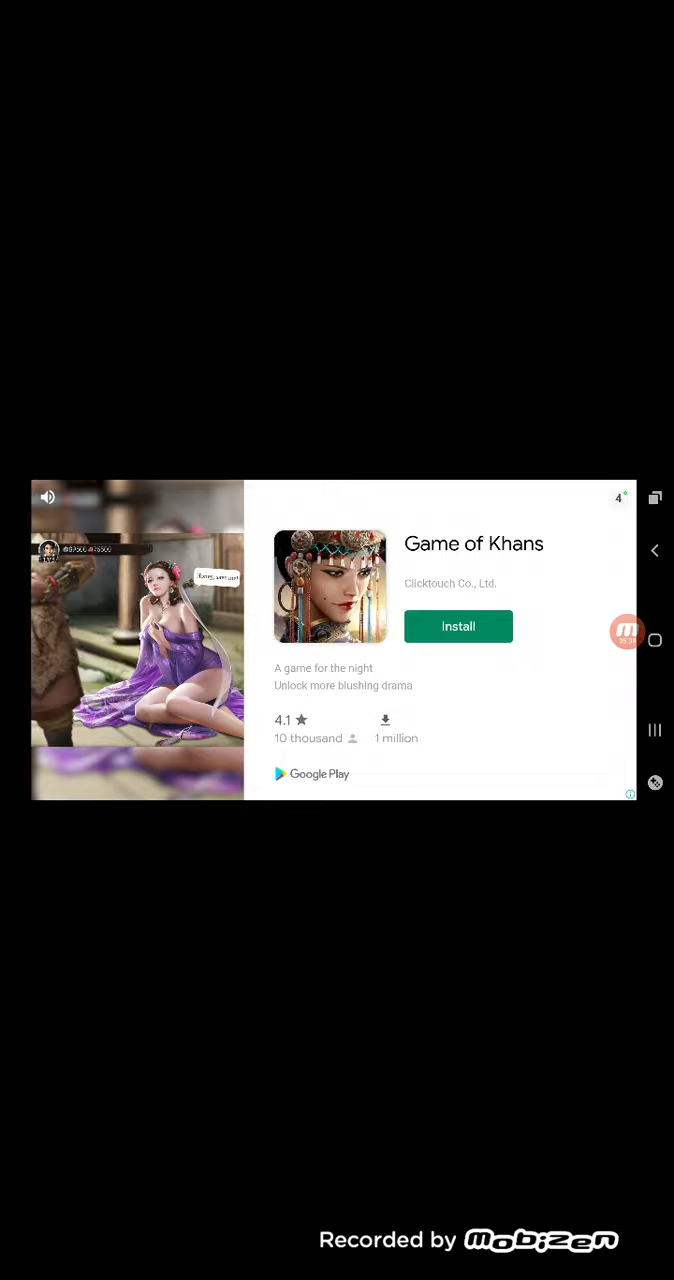 4
Game of Khans
Clicktouch Co., Ltd.
Install
A game for the night
Unlock more blushing drama
4.1
10 thousand
1 million
Google Play
Recorded by mobizen